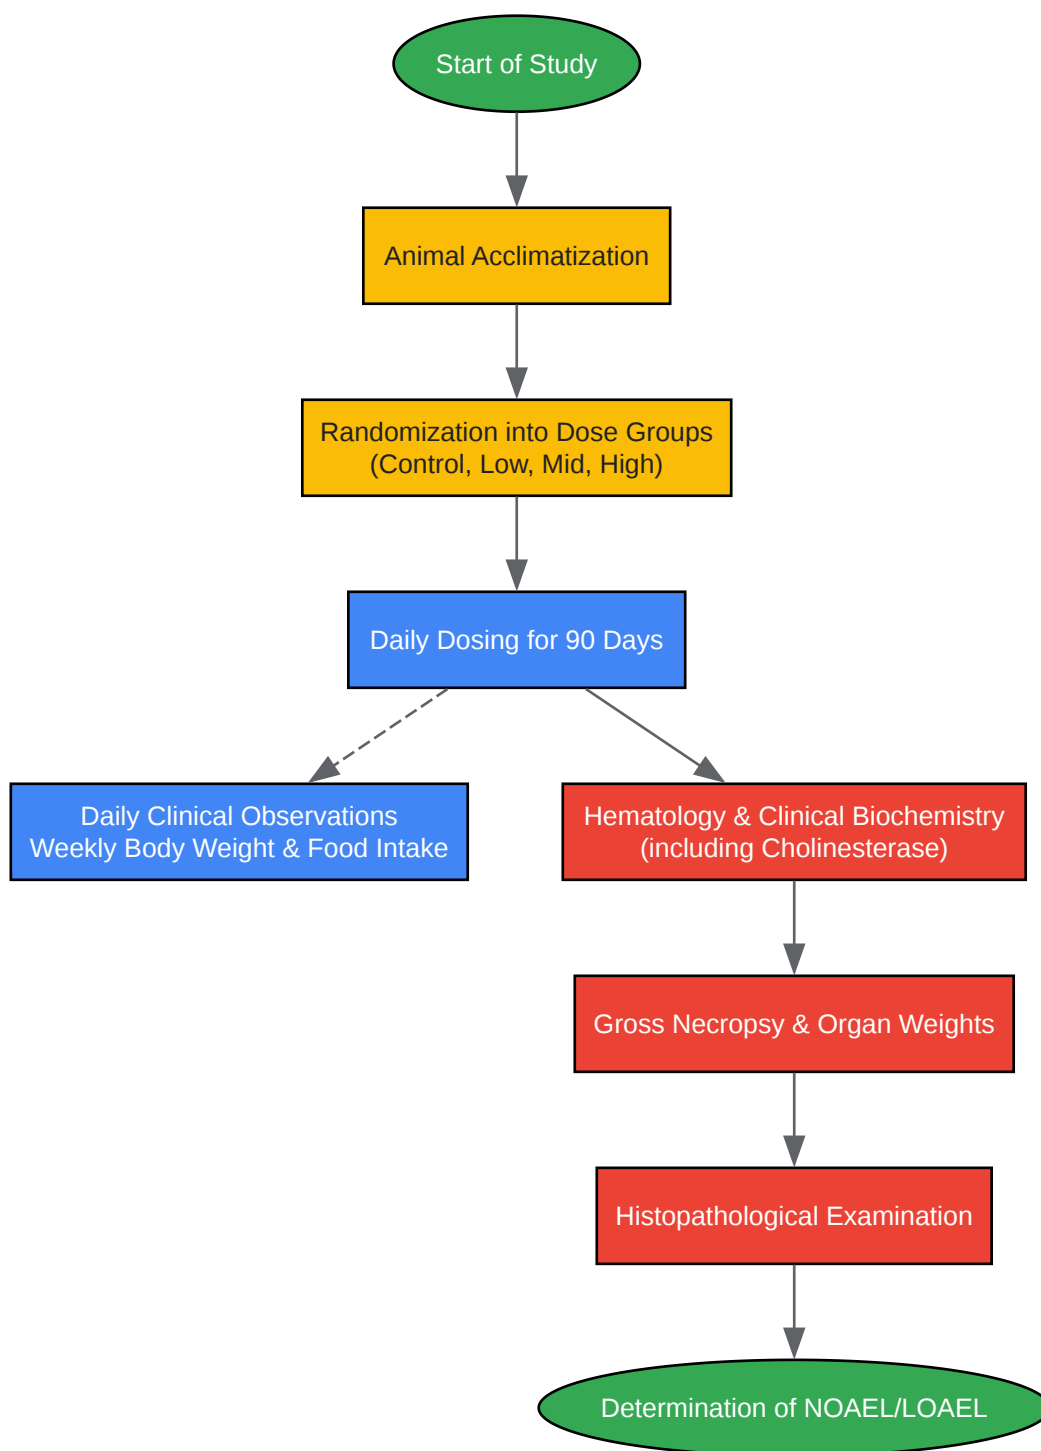 Start of Study
Animal Acclimatization
Randomization into Dose Groups
(Control, Low, Mid, High)
Daily Dosing for 90 Days
Daily Clinical Observations
Weekly Body Weight & Food Intake
Hematology & Clinical Biochemistry
(including Cholinesterase)
Gross Necropsy & Organ Weights
Histopathological Examination
Determination of NOAEL/LOAEL